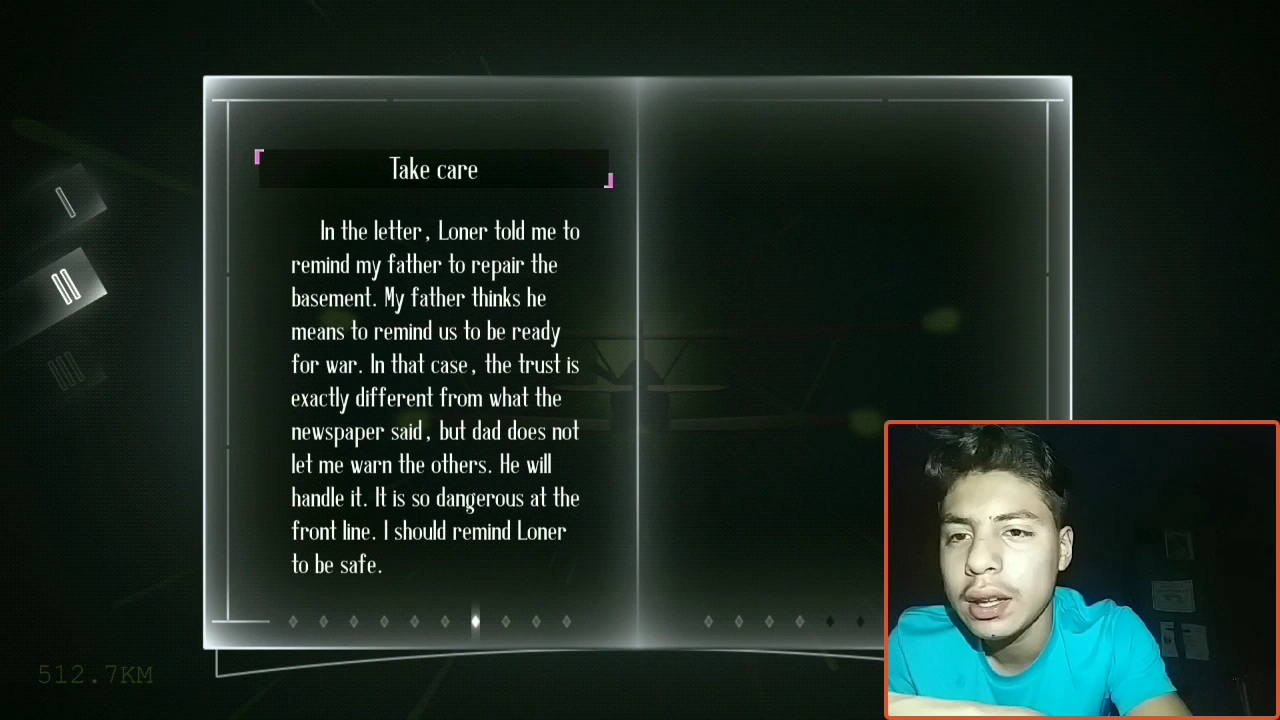 Take care
In the letter, Loner told me to
remind my father to repair the
basement. My father thinks he
means to remind us to be ready
for war. In that case, the trust is
exactly different from what the
newspaper said, but dad does not
let me warn the others. He will
handle it. It is so dangerous at the
front line. I should remind Loner
to be safe.
512.7KM